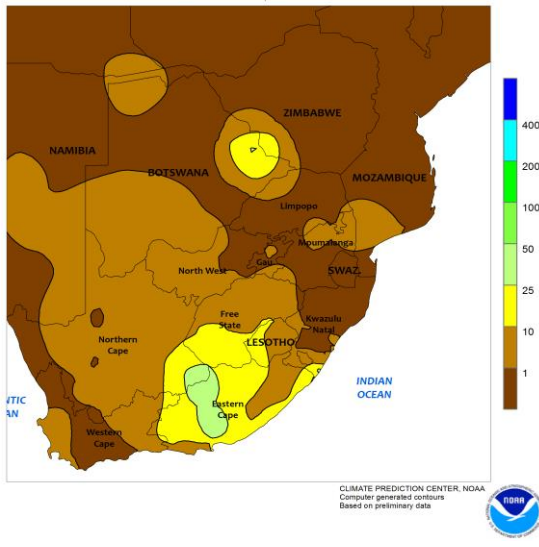 ZIMBABWE
NAMIBIA
BOTSWANA
MOZAMBIQUE
Limpopo
Moumalanga
Gau
North West
SWAZ.
Free
State
Kwazulu
Natal
LESOTHO
Northern
Cape
Eastern
Cape
Western
Cape
NTIC
AN
INDIAN
OCEAN
400
200
100
50
25
10
1
CLIMATE PREDICTION CENTER, NOAA
Computer generated contours
Based on preliminary data
NOAA